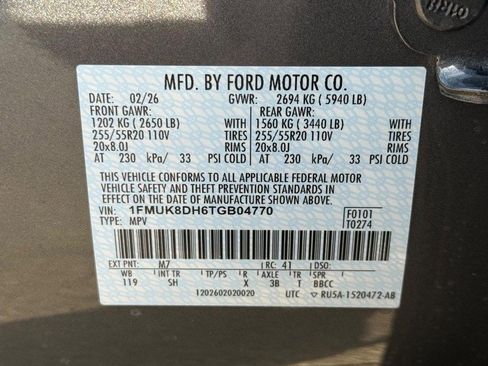 MFD. BY FORD MOTOR CO.
DATE: 02/26 GVWR: 2694 KG ( 5940 LB)
FRONT GAWR: REAR GAWR:
1202 KG ( 2650 LB) WITH 1560 KG ( 3440 LB) WITH
255/55R20 110V TIRES 255/55R20 110V TIRES
20x8.0J RIMS 20x8.0J RIMS
AT 230 kPa/ 33 PSI COLD AT 230 kPa/ 33 PSI COLD
THIS VEHICLE CONFORMS TO ALL APPLICABLE FEDERAL MOTOR
VEHICLE SAFETY AND BUMPER STANDARDS AND THEFT PREVENTION STANDARDS IN
EFFECT ON THE DATE OF MANUFACTURE SHOWN ABOVE.
VIN: 1FMUK8DH6TGB04770 F0101
TYPE: MPV T0274
EXT PNT: M7 RC: 41 DSO:
WB INT TR R AXLE TR SPR
119 SH X 3B T BBCC
1202602020020 UTC RU5A-1520472-AB